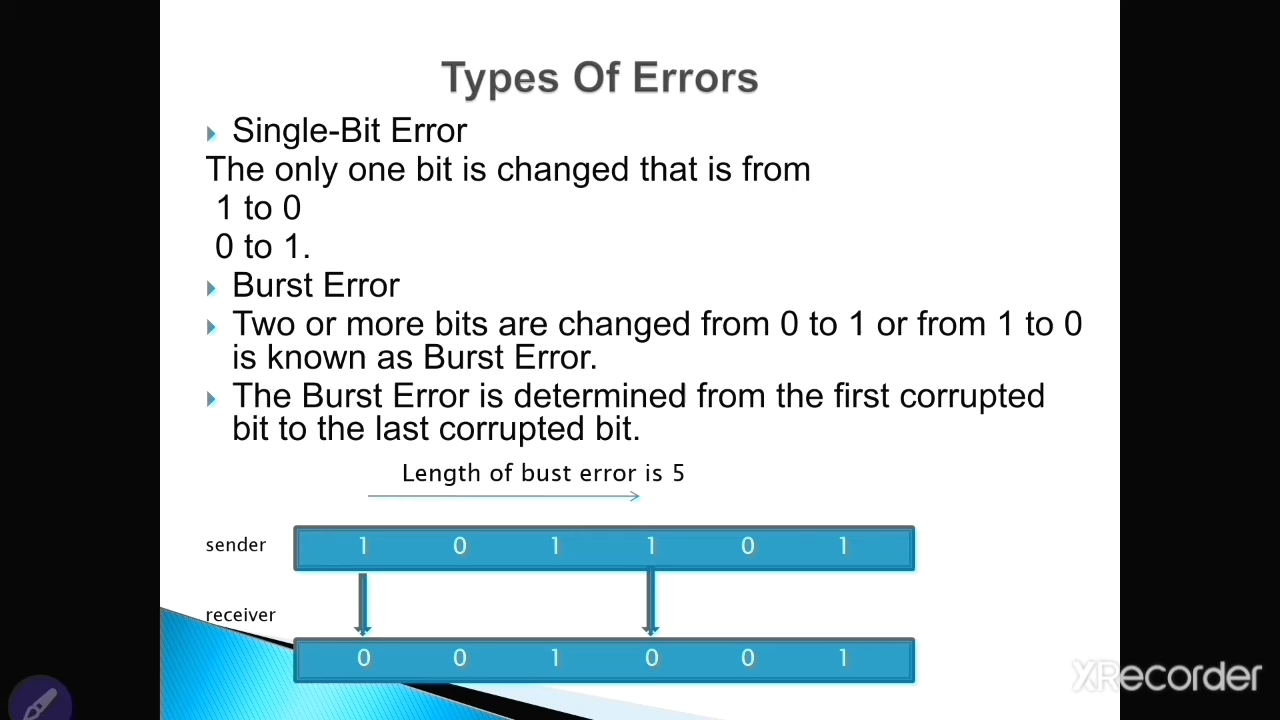 Types Of Errors
Single-Bit Error
The only one bit is changed that is from
1 to 0
0 to 1.
Burst Error
Two or more bits are changed from 0 to 1 or from 1 to 0
is known as Burst Error.
The Burst Error is determined from the first corrupted
bit to the last corrupted bit.
Length of bust error is 5
sender 1 0 1 1 0 1
receiver
0 0 1 0 0 1
XRecorder